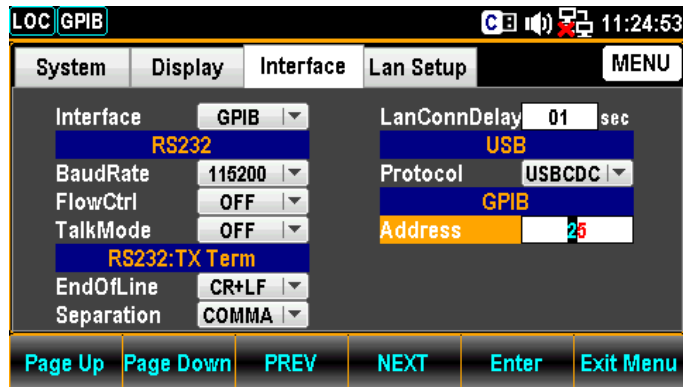 LOC GPIB C 11:24:53
System Display Interface Lan Setup MENU
Interface GPIB
RS232
BaudRate 115200
FlowCtrl OFF
TalkMode OFF
RS232:TX Term
EndOfLine CR+LF
Separation COMMA
LanConnDelay 01 sec
USB
Protocol USBCDC
GPIB
Address 25
Page Up Page Down PREV NEXT Enter Exit Menu